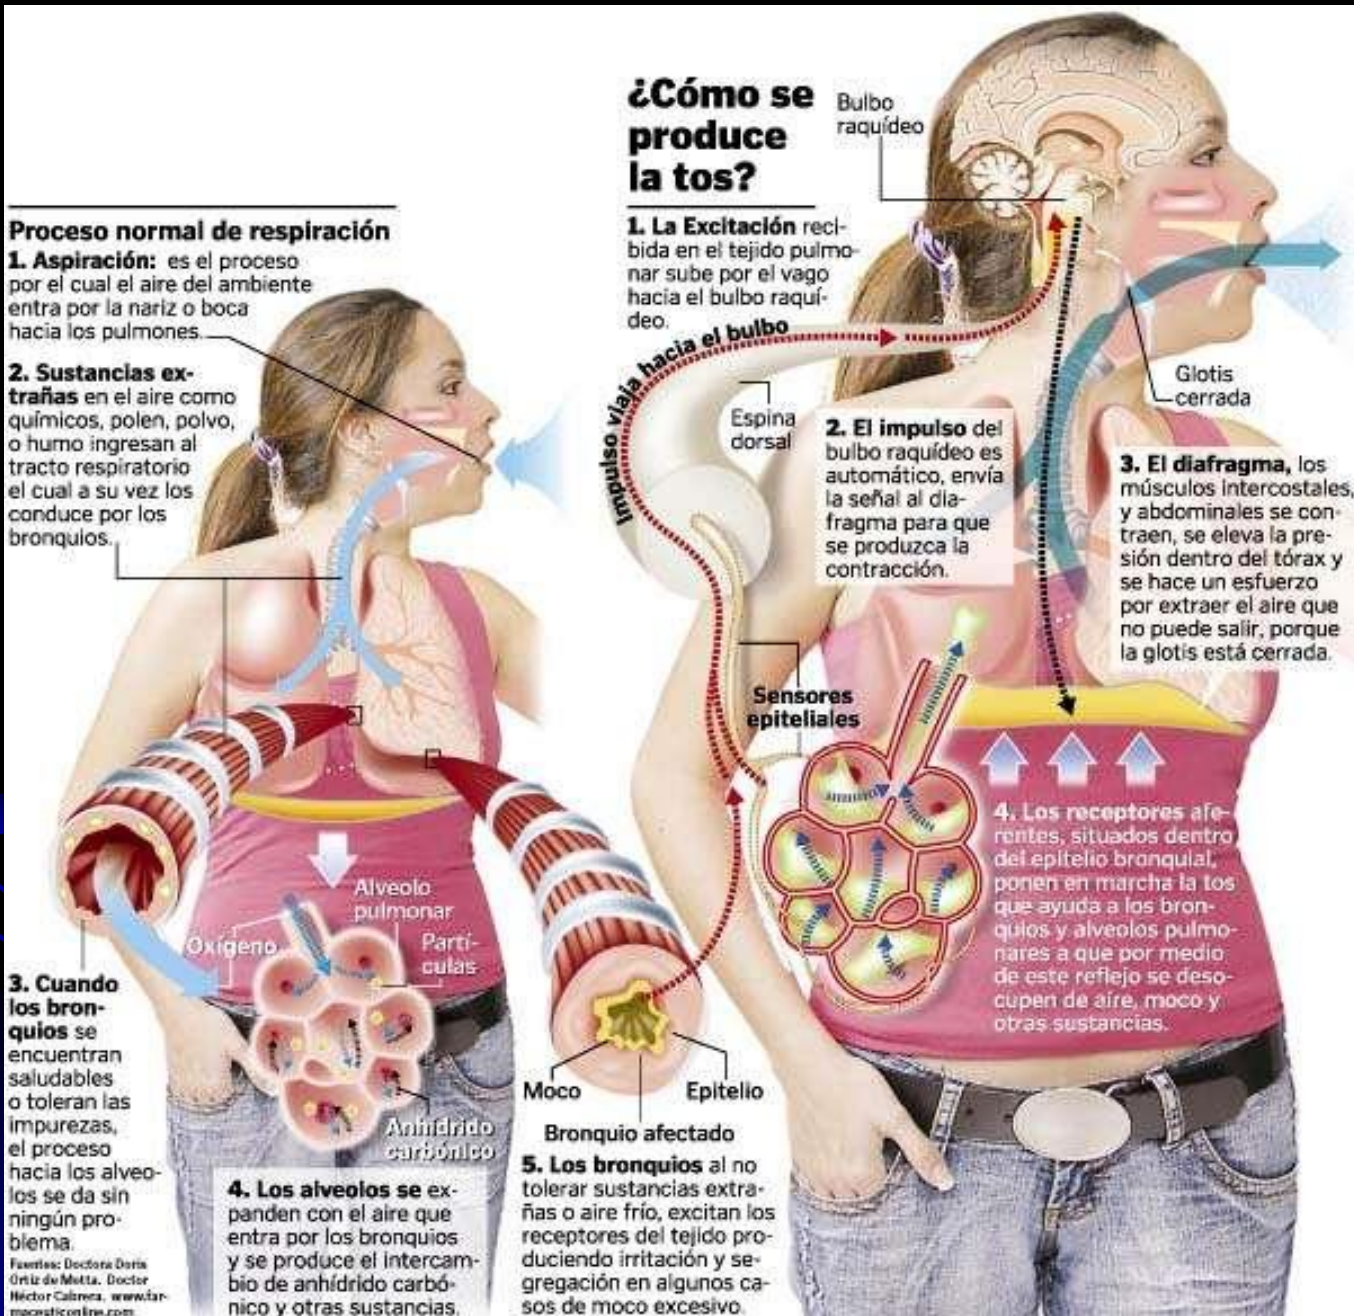 Proceso normal de respiración
1. Aspiración: es el proceso
por el cual el aire del ambiente
entra por la nariz o boca
hacia los pulmones.
2. Sustancias ex-
trañas en el aire como
químicos, polen, polvo,
o humo ingresan al
tracto respiratorio
el cual a su vez los
conduce por los
bronquios.
3. Cuando
los bron-
quios se
encuentran
saludables
o toleran las
impurezas,
el proceso
hacia los alveo-
los se da sin
ningún pro-
blema.
Fuentes: Doctora Doris
Ortiz de Motta. Doctor
Héctor Cabrera. www.far-
maceuticonline.com
Oxígeno
Alveolo
pulmonar
Partí-
culas
Anhídrido
carbónico
4. Los alveolos se ex-
panden con el aire que
entra por los bronquios
y se produce el intercam-
bio de anhídrido carbó-
nico y otras sustancias.
Moco
Epitelio
Bronquio afectado
5. Los bronquios al no
tolerar sustancias extra-
ñas o aire frío, excitan los
receptores del tejido pro-
duciendo irritación y se-
gregación en algunos ca-
sos de moco excesivo.
¿Cómo se
produce
la tos?
Bulbo
raquídeo
1. La Excitación reci-
bida en el tejido pulmo-
nar sube por el vago
hacia el bulbo raquí-
deo.
Impulso viaja hacia el bulbo
Espina
dorsal
2. El impulso del
bulbo raquídeo es
automático, envía
la señal al dia-
fragma para que
se produzca la
contracción.
Glotis
cerrada
3. El diafragma, los
músculos intercostales,
y abdominales se con-
traen, se eleva la pre-
sión dentro del tórax y
se hace un esfuerzo
por extraer el aire que
no puede salir, porque
la glotis está cerrada.
Sensores
epiteliales
4. Los receptores afe-
rentes, situados dentro
del epitelio bronquial,
ponen en marcha la tos
que ayuda a los bron-
quios y alveolos pulmo-
nares a que por medio
de este reflejo se deso-
cupen de aire, moco y
otras sustancias.